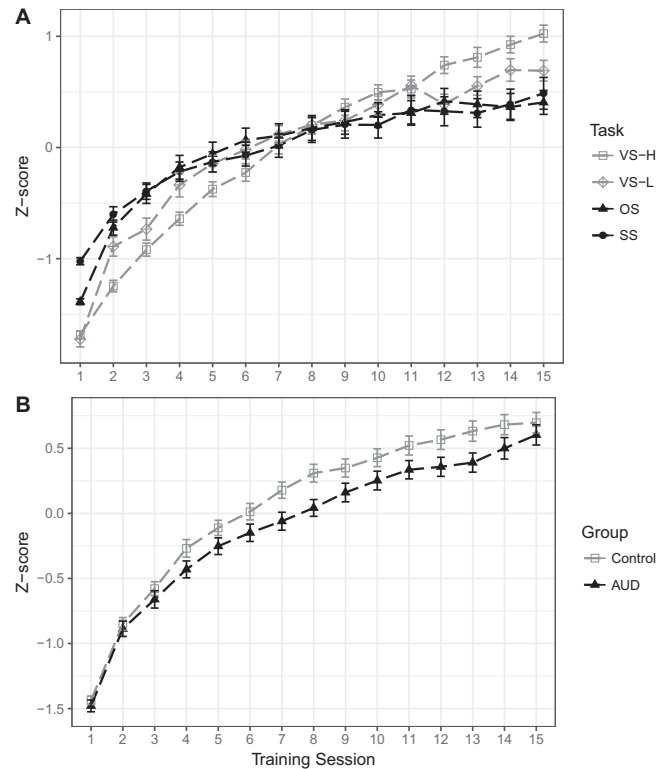 A
1
0
−1
Z−score
1 2 3 4 5 6 7 8 9 10 11 12 13 14 15
Task
VS−H
VS−L
OS
SS
B
0.5
0.0
−0.5
−1.0
−1.5
Z−score
1 2 3 4 5 6 7 8 9 10 11 12 13 14 15
Training Session
Group
Control
AUD